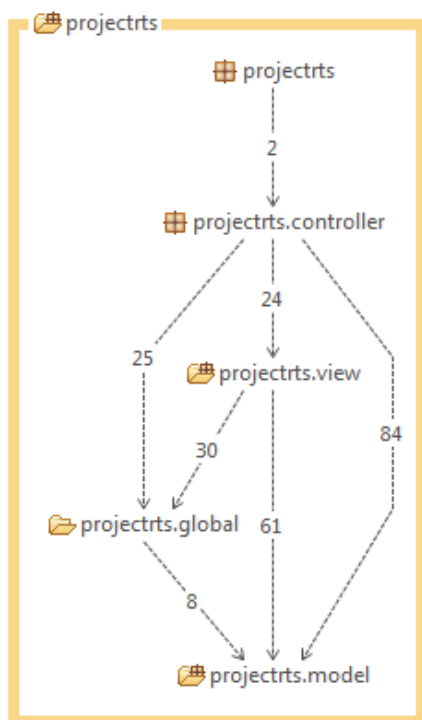 projectrts
projectrts
2
projectrts.controller
24
25
projectrts.view
84
30
projectrts.global
61
8
projectrts.model